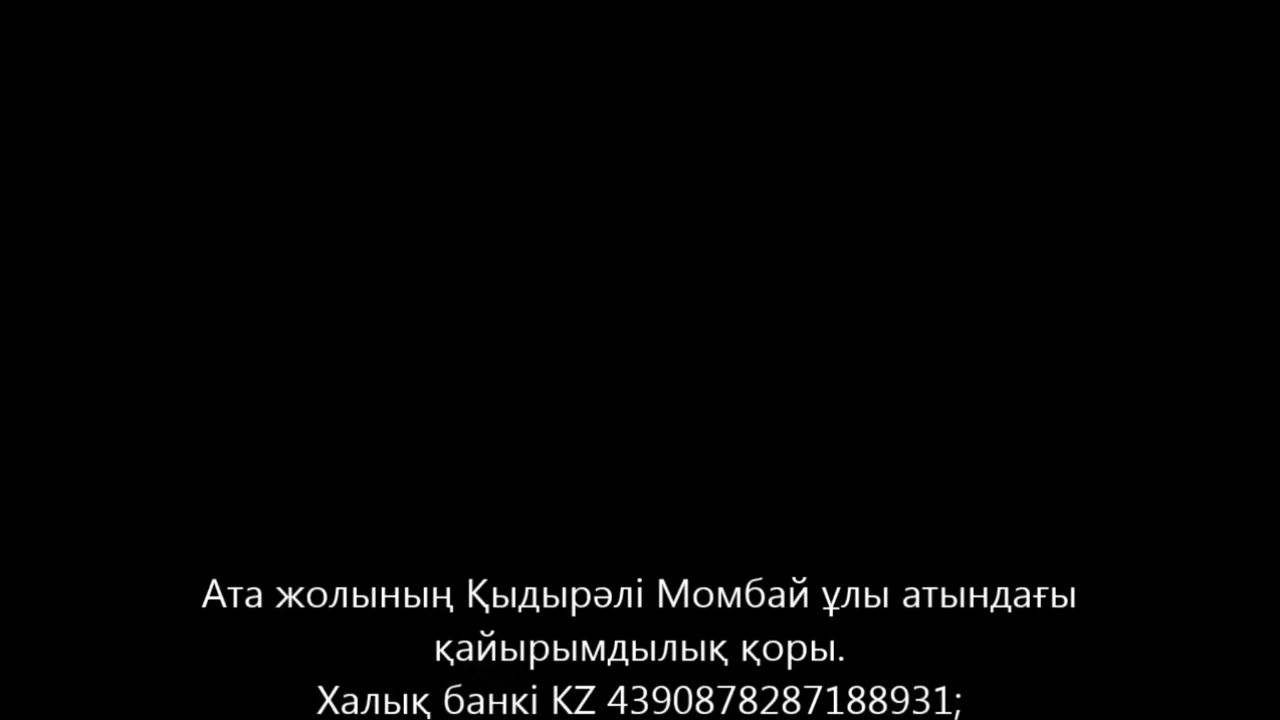 Ата жолының Қыдырәлі Момбай ұлы атындағы
қайырымдылық қоры.
Халық банкі KZ 4390878287188931;